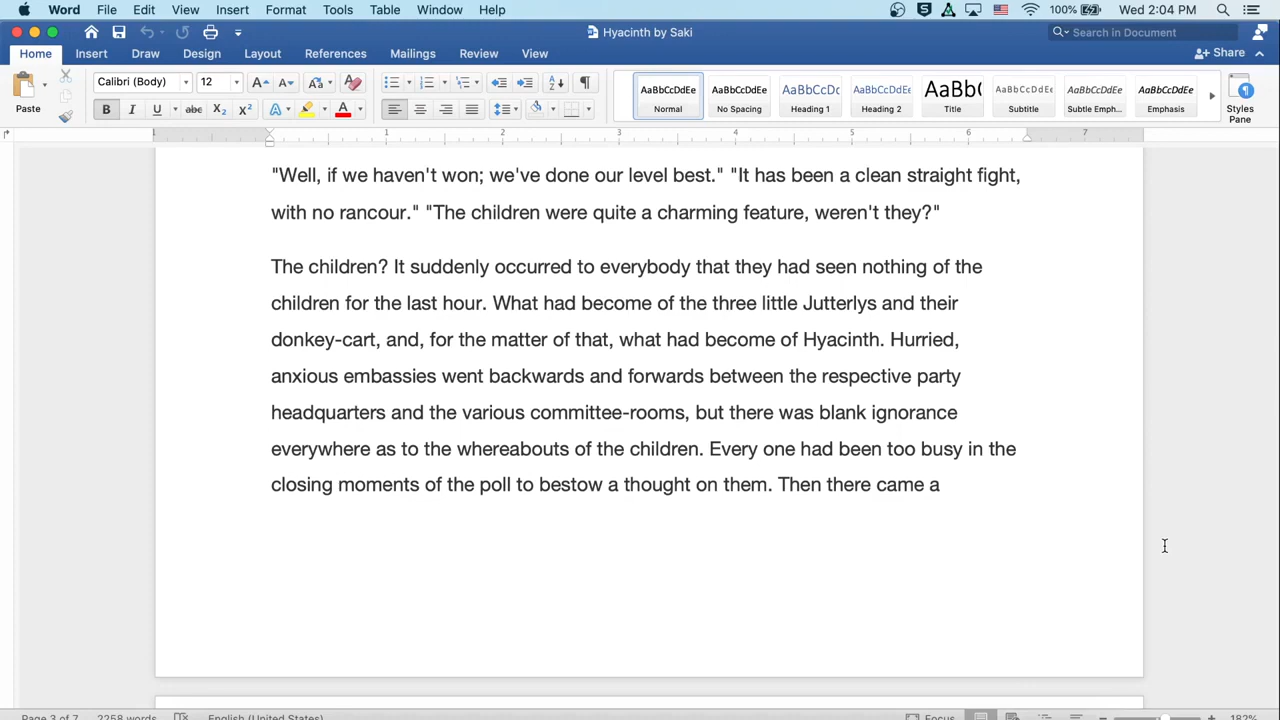 Word File Edit View Insert Format Tools Table Window Help 100% Wed 2:04 PM
Hyacinth by Saki Search in Document
Home Insert Draw Design Layout References Mailings Review View Share
Paste Calibri (Body) 12 AaBbCcDdEe AaBbCcDdEe AaBbCcDc AaBbCcDdEe AaBb( AaBbCcDdEe AaBbCcDdEe AaBbCcDdEe
Normal No Spacing Heading 1 Heading 2 Title Subtitle Subtle Emph... Emphasis Styles Pane
1 1 2 3 4 5 6 7
"Well, if we haven't won; we've done our level best." "It has been a clean straight fight,
with no rancour." "The children were quite a charming feature, weren't they?"
The children? It suddenly occurred to everybody that they had seen nothing of the
children for the last hour. What had become of the three little Jutterlys and their
donkey-cart, and, for the matter of that, what had become of Hyacinth. Hurried,
anxious embassies went backwards and forwards between the respective party
headquarters and the various committee-rooms, but there was blank ignorance
everywhere as to the whereabouts of the children. Every one had been too busy in the
closing moments of the poll to bestow a thought on them. Then there came a
Page 3 of 7 2258 words English (United States) Focus 182%